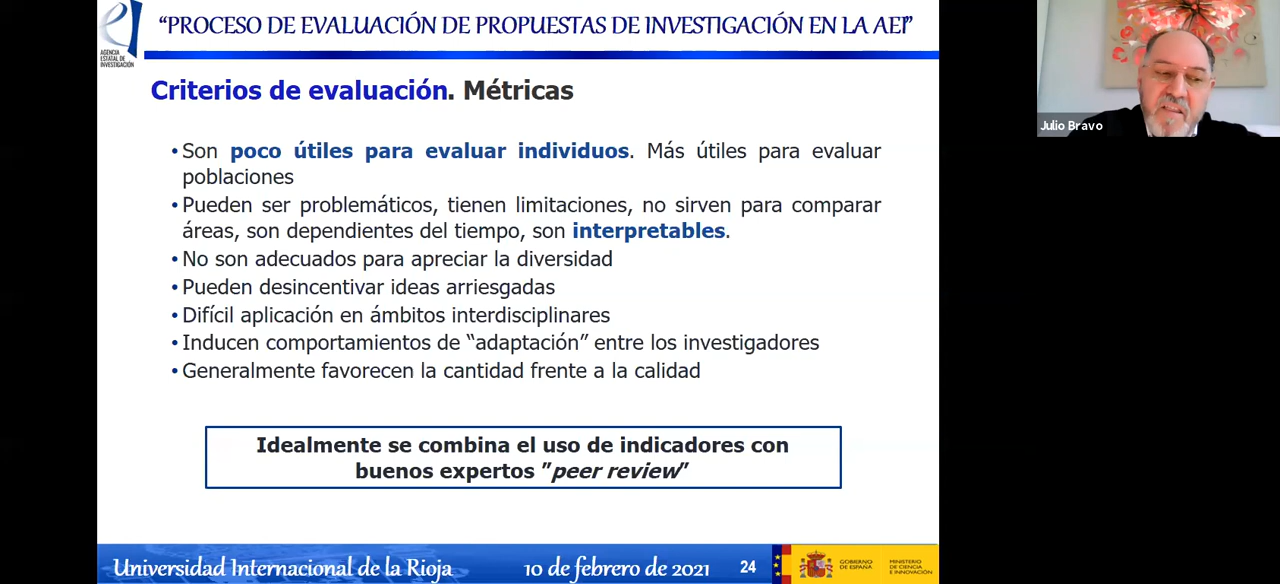 “PROCESO DE EVALUACIÓN DE PROPUESTAS DE INVESTIGACIÓN EN LA AEI”
AGENCIA
ESTATAL DE
INVESTIGACIÓN
Criterios de evaluación. Métricas
• Son poco útiles para evaluar individuos. Más útiles para evaluar
poblaciones
• Pueden ser problemáticos, tienen limitaciones, no sirven para comparar
áreas, son dependientes del tiempo, son interpretables.
• No son adecuados para apreciar la diversidad
• Pueden desincentivar ideas arriesgadas
• Difícil aplicación en ámbitos interdisciplinares
• Inducen comportamientos de “adaptación” entre los investigadores
• Generalmente favorecen la cantidad frente a la calidad
Idealmente se combina el uso de indicadores con
buenos expertos ”peer review”
Universidad Internacional de la Rioja 10 de febrero de 2021 24
GOBIERNO
DE ESPAÑA
MINISTERIO
DE CIENCIA
E INNOVACIÓN
Julio Bravo